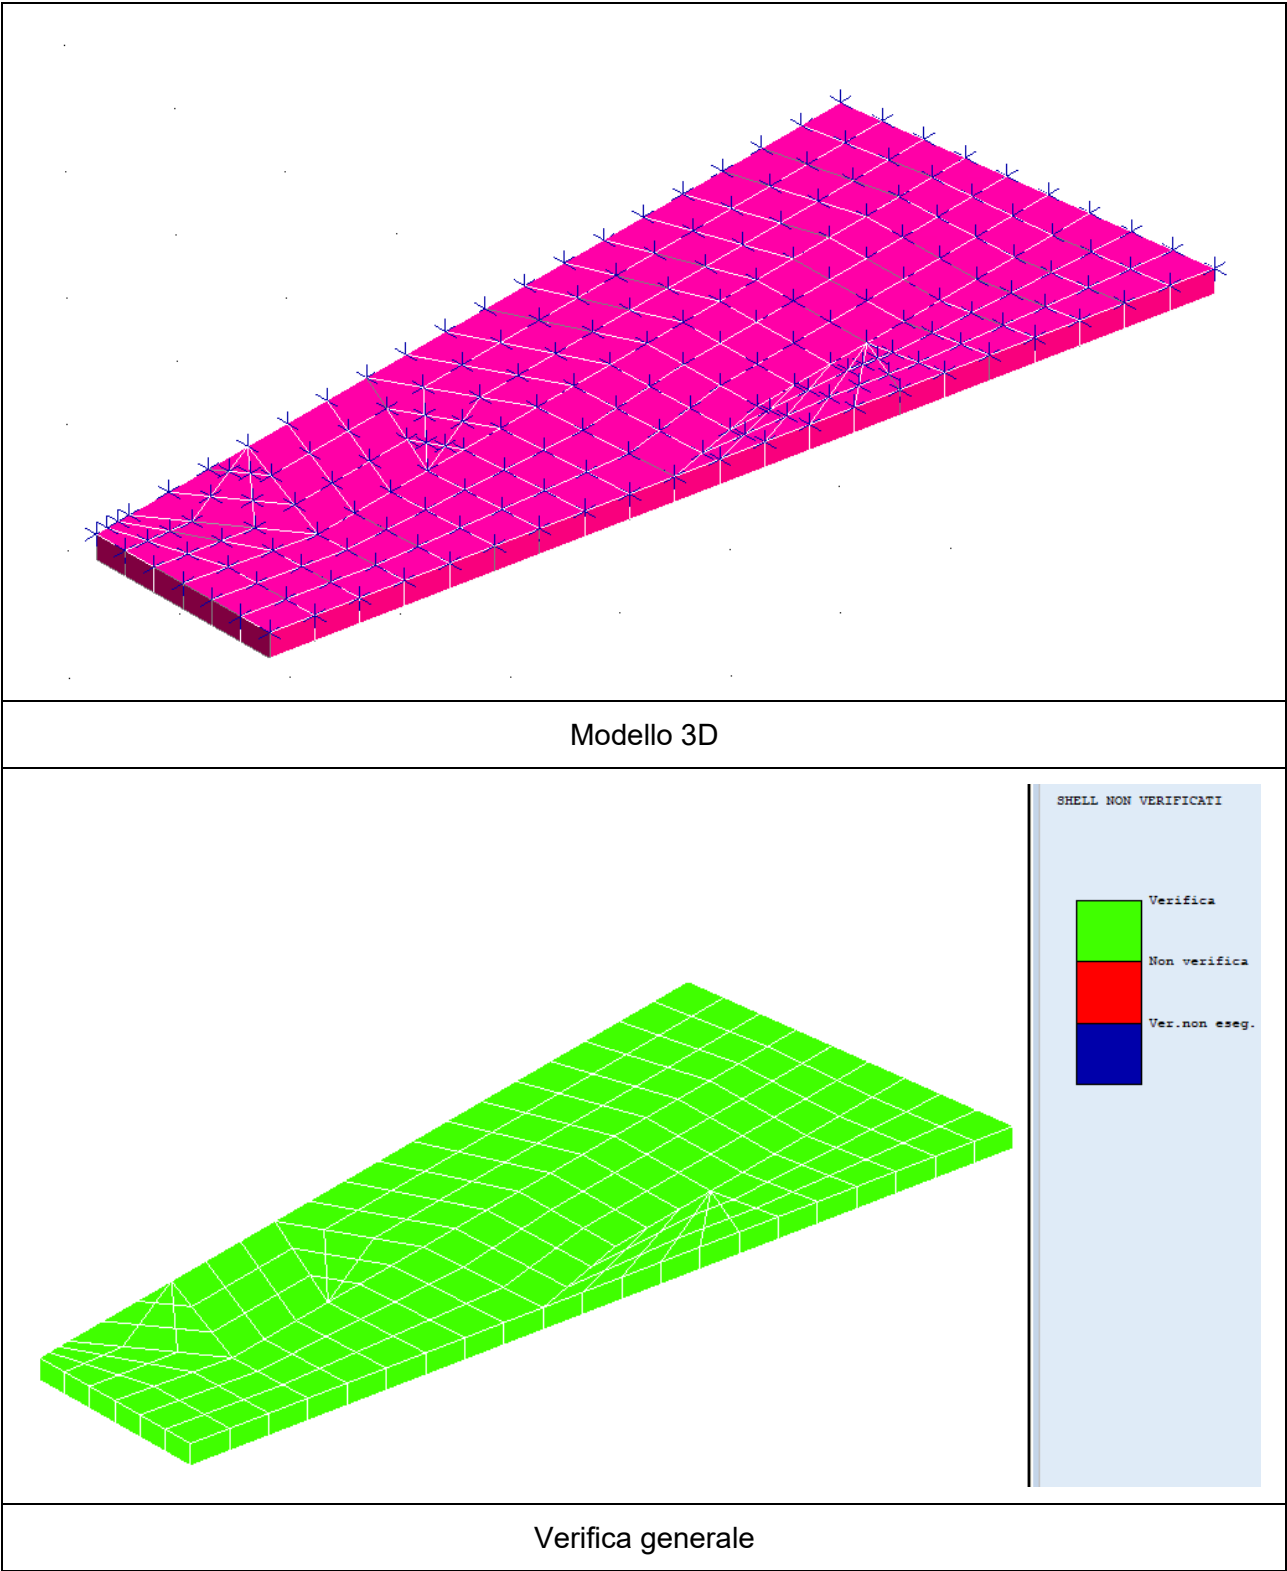 Modello 3D
SHELL NON VERIFICATI
Verifica
Non verifica
Ver.non eseg.
Verifica generale